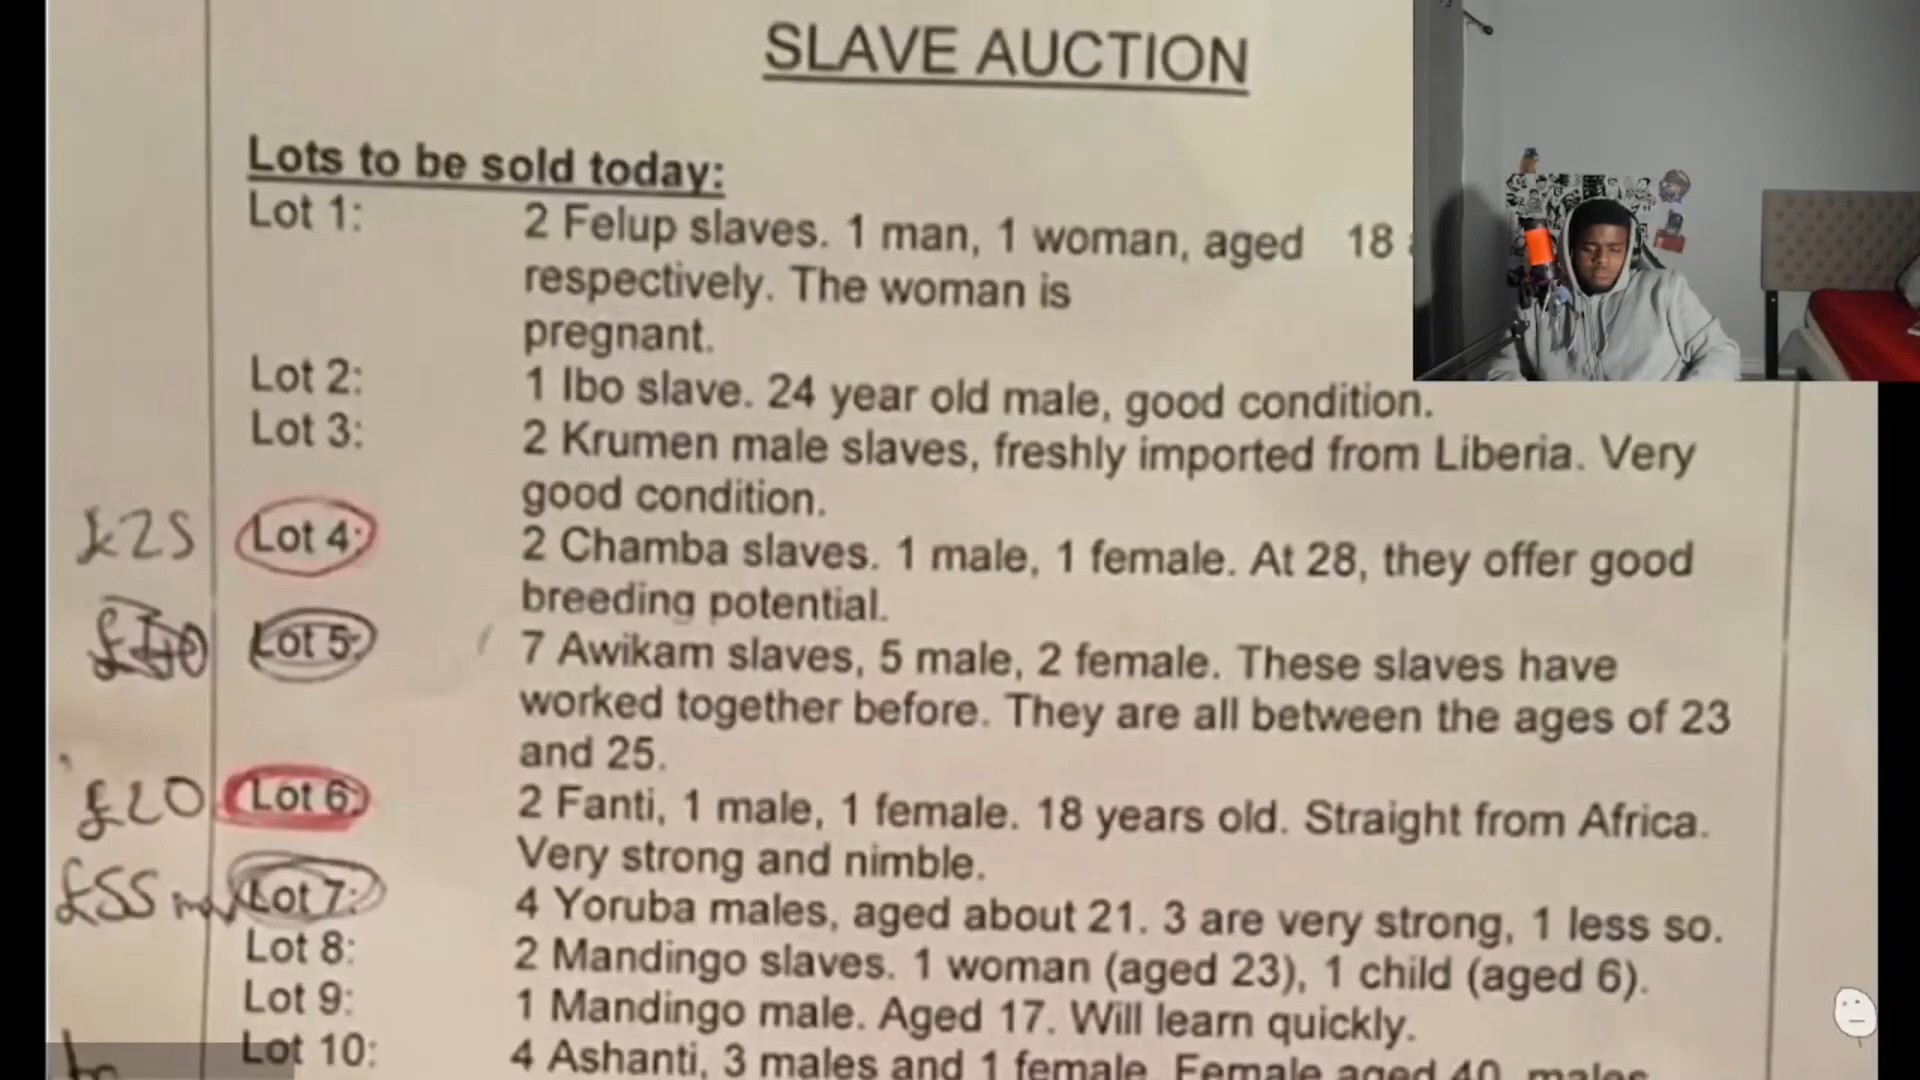 SLAVE AUCTION
Lots to be sold today:
Lot 1: 2 Felup slaves. 1 man, 1 woman, aged 18
respectively. The woman is
pregnant.
Lot 2: 1 Ibo slave. 24 year old male, good condition.
Lot 3: 2 Krumen male slaves, freshly imported from Liberia. Very
good condition.
£25 Lot 4: 2 Chamba slaves. 1 male, 1 female. At 28, they offer good
breeding potential.
Lot 5: 7 Awikam slaves, 5 male, 2 female. These slaves have
worked together before. They are all between the ages of 23
and 25.
£20 Lot 6: 2 Fanti, 1 male, 1 female. 18 years old. Straight from Africa.
Very strong and nimble.
£55 Lot 7: 4 Yoruba males, aged about 21. 3 are very strong, 1 less so.
Lot 8: 2 Mandingo slaves. 1 woman (aged 23), 1 child (aged 6).
Lot 9: 1 Mandingo male. Aged 17. Will learn quickly.
Lot 10: 4 Ashanti, 3 males and 1 female. Female aged 40, males